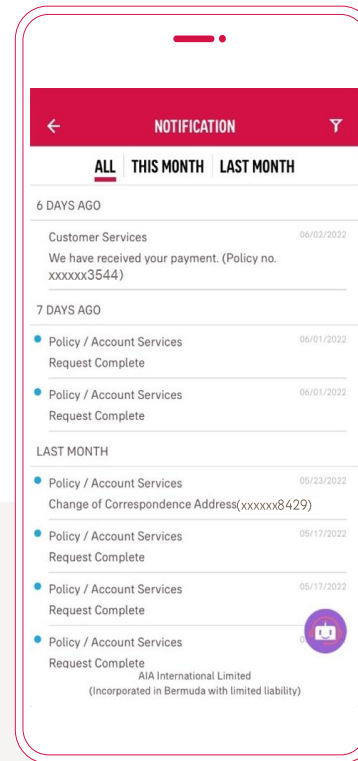 NOTIFICATION
ALL THIS MONTH LAST MONTH
6 DAYS AGO
Customer Services 06/02/2022
We have received your payment. (Policy no.
xxxxxx3544)
7 DAYS AGO
Policy / Account Services 06/01/2022
Request Complete
Policy / Account Services 06/01/2022
Request Complete
LAST MONTH
Policy / Account Services 05/23/2022
Change of Correspondence Address(xxxxxx8429)
Policy / Account Services 05/17/2022
Request Complete
Policy / Account Services 05/17/2022
Request Complete
Policy / Account Services
Request Complete
AIA International Limited
(Incorporated in Bermuda with limited liability)